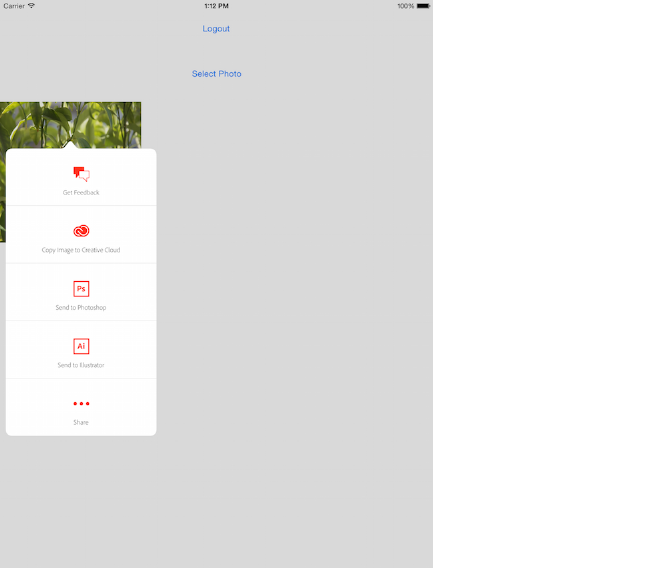 Carrier 1:12 PM 100%
Logout
Select Photo
Get Feedback
Copy Image to Creative Cloud
Ps
Send to Photoshop
Ai
Send to Illustrator
Share